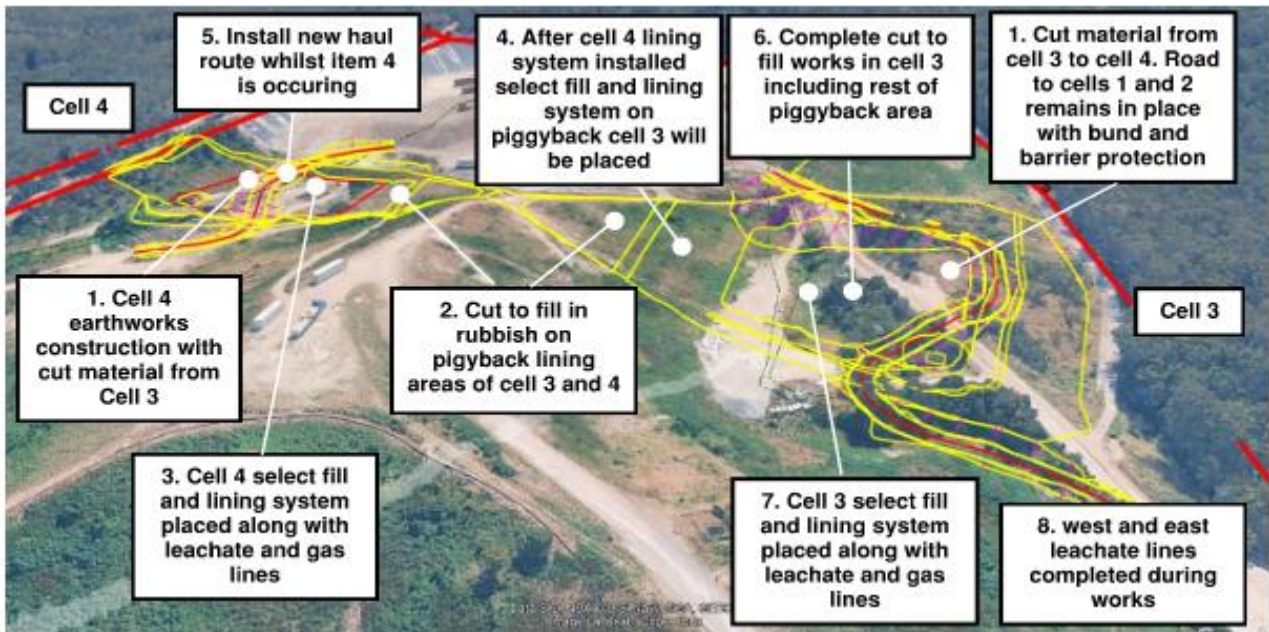 Cell 4
5. Install new haul
route whilst item 4
is occuring
4. After cell 4 lining
system installed
select fill and lining
system on
piggyback cell 3 will
be placed
6. Complete cut to
fill works in cell 3
including rest of
piggyback area
1. Cut material from
cell 3 to cell 4. Road
to cells 1 and 2
remains in place
with bund and
barrier protection
Cell 3
1. Cell 4
earthworks
construction with
cut material from
Cell 3
2. Cut to fill in
rubbish on
pigyback lining
areas of cell 3 and 4
3. Cell 4 select fill
and lining system
placed along with
leachate and gas
lines
7. Cell 3 select fill
and lining system
placed along with
leachate and gas
lines
8. west and east
leachate lines
completed during
works